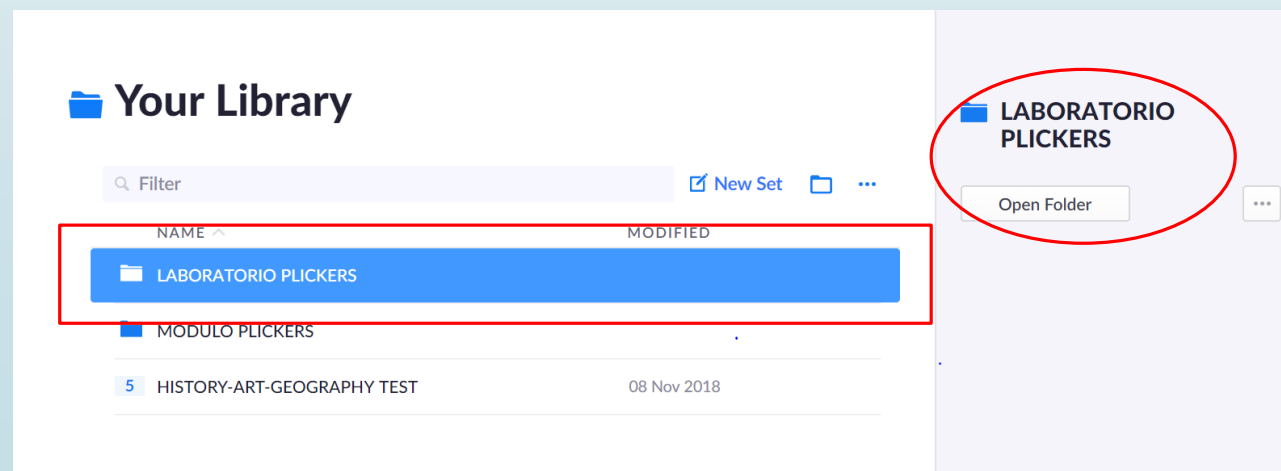 Your Library
Filter
New Set
NAME MODIFIED
LABORATORIO PLICKERS
MODULO PLICKERS
5 HISTORY-ART-GEOGRAPHY TEST 08 Nov 2018
LABORATORIO
PLICKERS
Open Folder